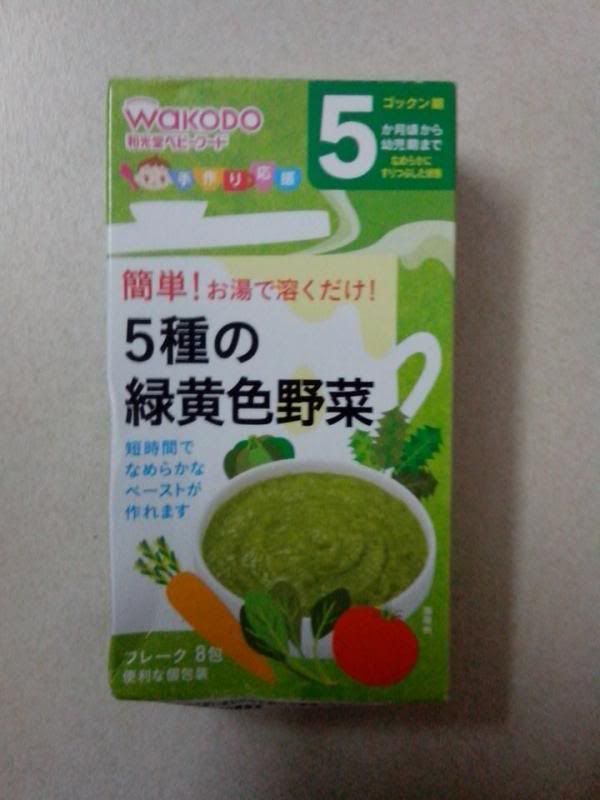 WaKODO
和光堂ベビーフード
手作り応援
5
ゴックン期
か月頃から
幼児期まで
なめらかに
すりつぶした状態
簡単!お湯で溶くだけ!
5種の
緑黄色野菜
短時間で
なめらかな
ペーストが
作れます
フレーク 8包
便利な個包装